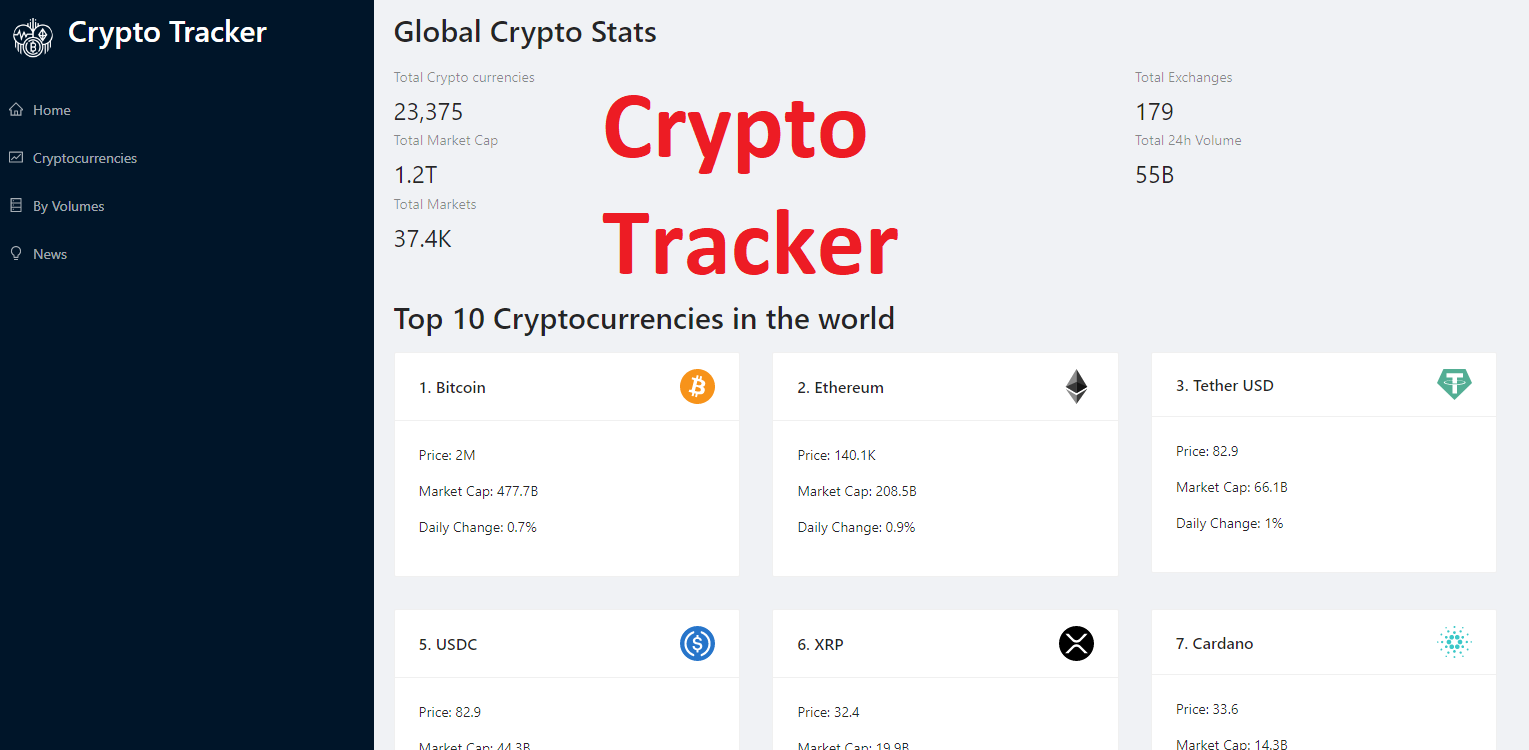 Crypto Tracker
Home
Cryptocurrencies
By Volumes
News
Global Crypto Stats
Total Crypto currencies
23,375
Total Exchanges
179
Total Market Cap
1.2T
Total 24h Volume
55B
Total Markets
37.4K
Crypto
Tracker
Top 10 Cryptocurrencies in the world
1. Bitcoin
Price: 2M
Market Cap: 477.7B
Daily Change: 0.7%
2. Ethereum
Price: 140.1K
Market Cap: 208.5B
Daily Change: 0.9%
3. Tether USD
Price: 82.9
Market Cap: 66.1B
Daily Change: 1%
5. USDC
Price: 82.9
Market Cap: 44.3B
6. XRP
Price: 32.4
Market Cap: 19.9B
7. Cardano
Price: 33.6
Market Cap: 14.3B